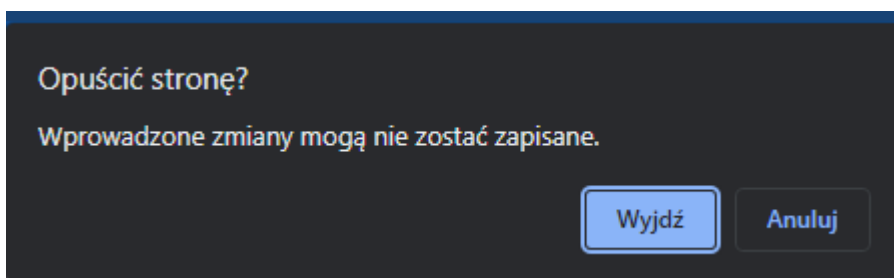 Opuścić stronę?
Wprowadzone zmiany mogą nie zostać zapisane.
Wyjdź Anuluj